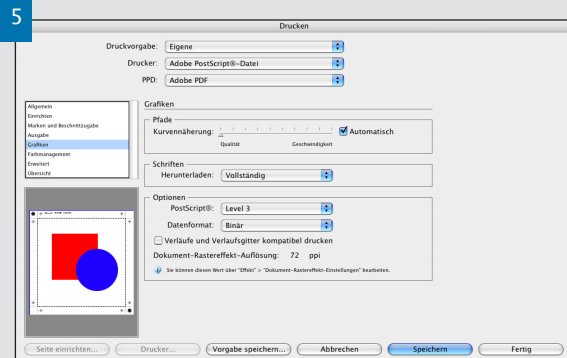 5
Drucken
Druckvorgabe: Eigene
Drucker: Adobe PostScript®-Datei
PPD: Adobe PDF
Allgemein
Einrichten
Marken und Beschnittzugabe
Ausgabe
Grafiken
Farbmanagement
Erweitert
Übersicht
Grafiken
Pfade
Kurvennäherung: Automatisch
Qualität Geschwindigkeit
Schriften
Herunterladen: Vollständig
Optionen
PostScript®: Level 3
Datenformat: Binär
Verläufe und Verlaufsgitter kompatibel drucken
Dokument-Rastereffekt-Auflösung: 72 ppi
Sie können diesen Wert über "Effekt" > "Dokument-Rastereffekt-Einstellungen" bearbeiten.
Seite einrichten... Drucker... Vorgabe speichern... Abbrechen Speichern Fertig